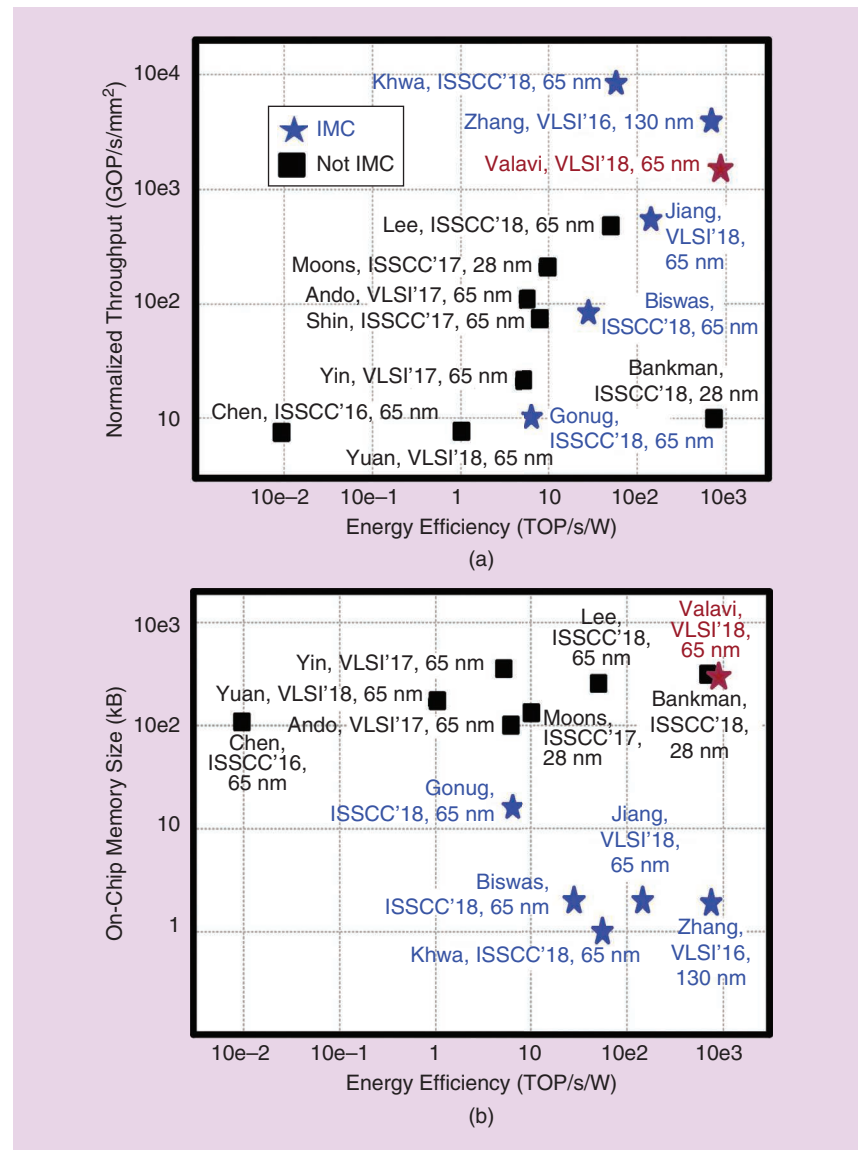 Normalized Throughput (GOP/s/mm²)
10e4
10e3
10e2
10
IMC
Not IMC
Khwa, ISSCC'18, 65 nm
Zhang, VLSI'16, 130 nm
Valavi, VLSI'18, 65 nm
Jiang,
VLSI'18,
65 nm
Lee, ISSCC'18, 65 nm
Moons, ISSCC'17, 28 nm
Ando, VLSI'17, 65 nm
Shin, ISSCC'17, 65 nm
Biswas,
ISSCC'18, 65 nm
Yin, VLSI'17, 65 nm
Bankman,
ISSCC'18, 28 nm
Chen, ISSCC'16, 65 nm
Gonug,
ISSCC'18, 65 nm
Yuan, VLSI'18, 65 nm
10e–2 10e–1 1 10 10e2 10e3
Energy Efficiency (TOP/s/W)
(a)
On-Chip Memory Size (kB)
10e3
10e2
10
1
Valavi,
VLSI'18,
65 nm
Lee,
ISSCC'18,
65 nm
Yin, VLSI'17, 65 nm
Yuan, VLSI'18, 65 nm
Ando, VLSI'17, 65 nm
Moons,
ISSCC'17,
28 nm
Bankman,
ISSCC'18,
28 nm
Chen,
ISSCC'16,
65 nm
Gonug,
ISSCC'18, 65 nm
Jiang,
VLSI'18,
65 nm
Biswas,
ISSCC'18, 65 nm
Khwa, ISSCC'18, 65 nm
Zhang,
VLSI'16,
130 nm
10e–2 10e–1 1 10 10e2 10e3
Energy Efficiency (TOP/s/W)
(b)